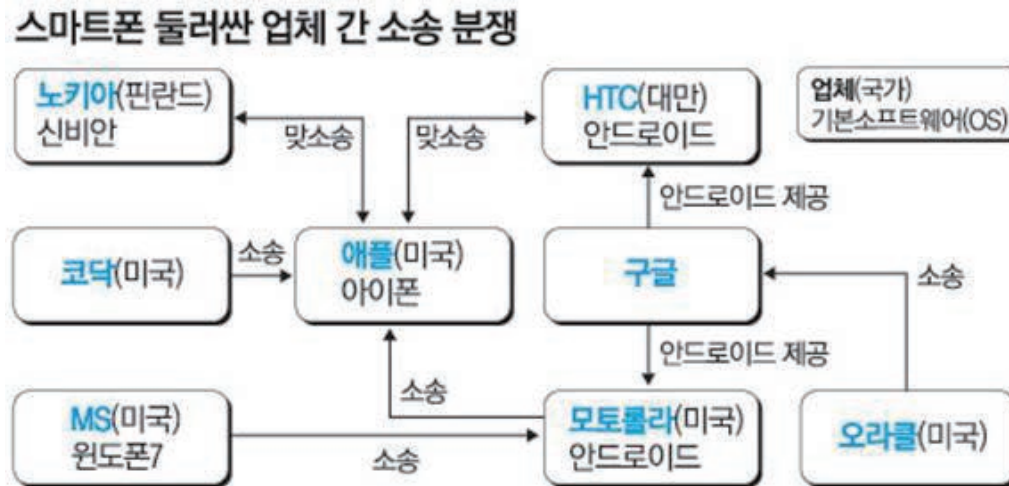 스마트폰 둘러싼 업체 간 소송 분쟁
노키아(핀란드)
신비안
HTC(대만)
안드로이드
업체(국가)
기본소프트웨어(OS)
맞소송
맞소송
안드로이드 제공
코닥(미국)
소송
애플(미국)
아이폰
구글
소송
안드로이드 제공
소송
MS(미국)
윈도폰7
소송
모토롤라(미국)
안드로이드
오라클(미국)